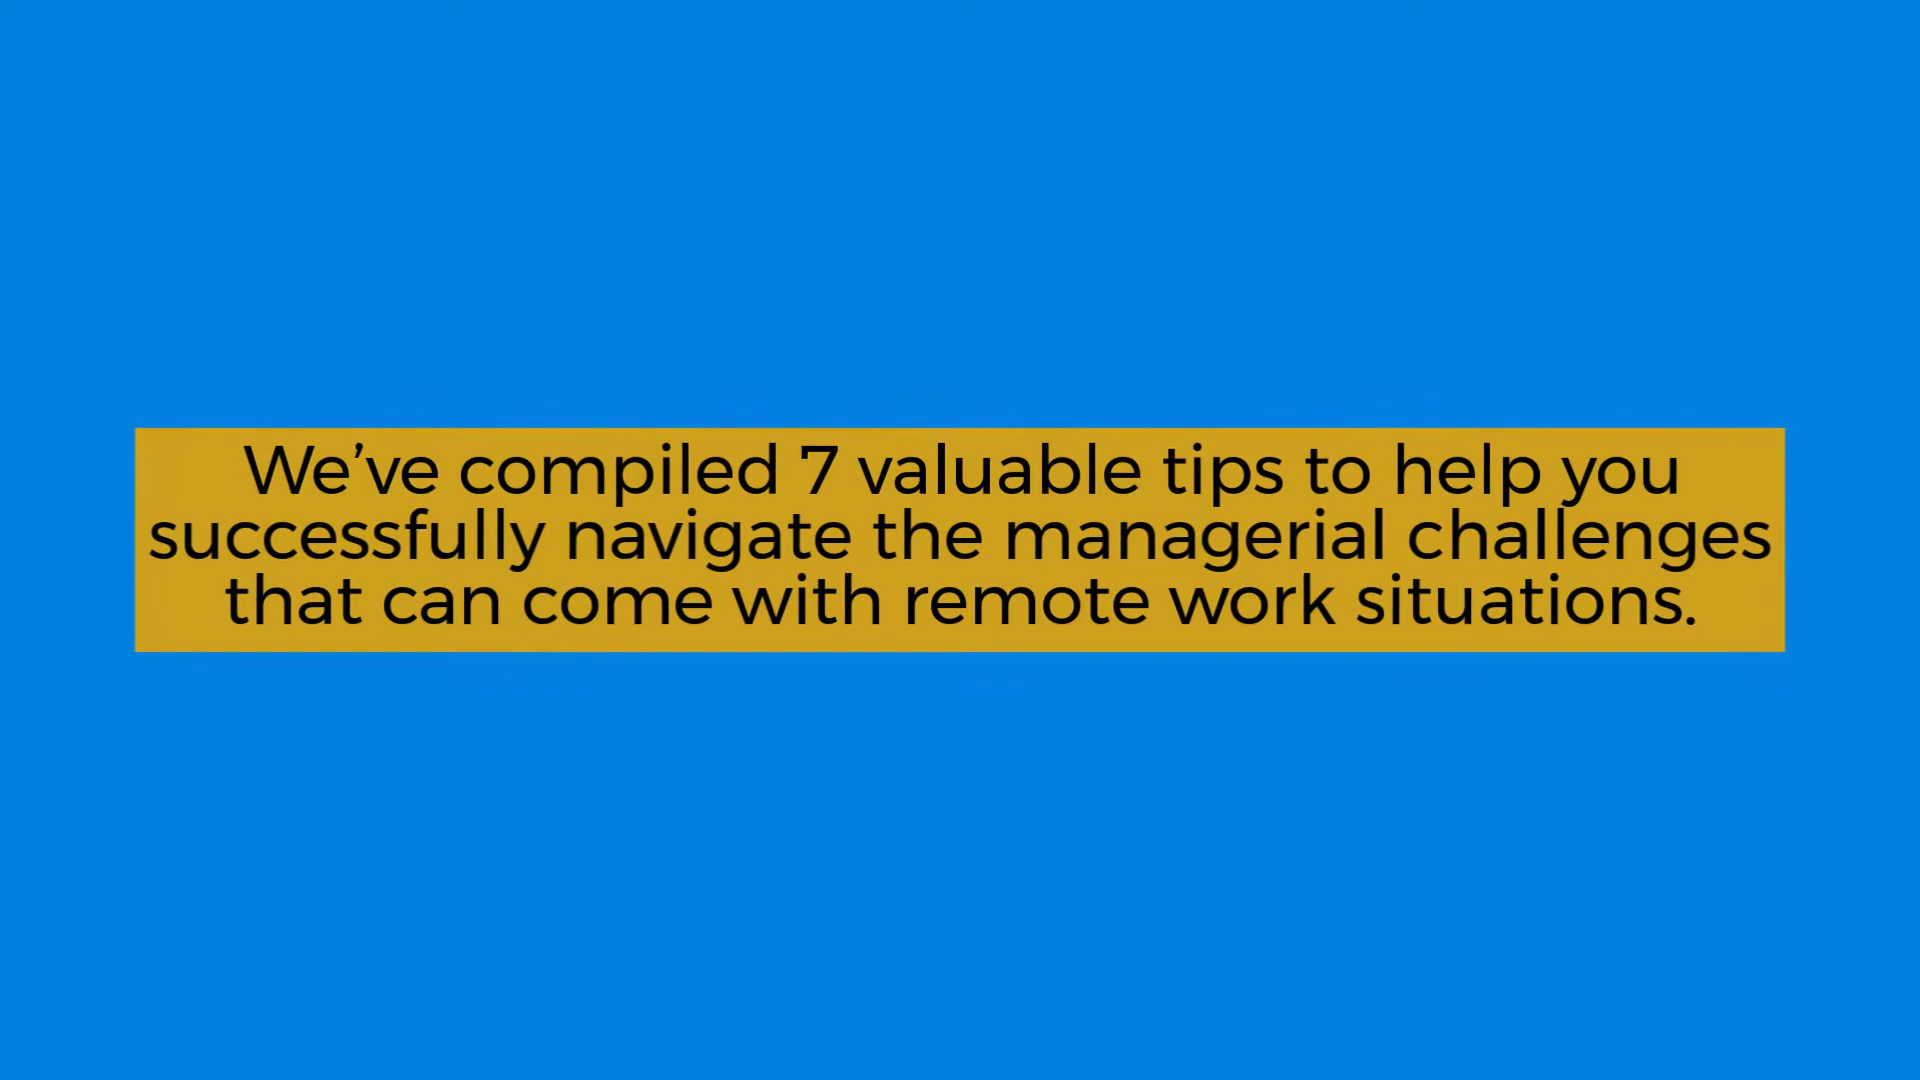 We’ve compiled 7 valuable tips to help you
successfully navigate the managerial challenges
that can come with remote work situations.